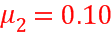 μ₂ = 0.10